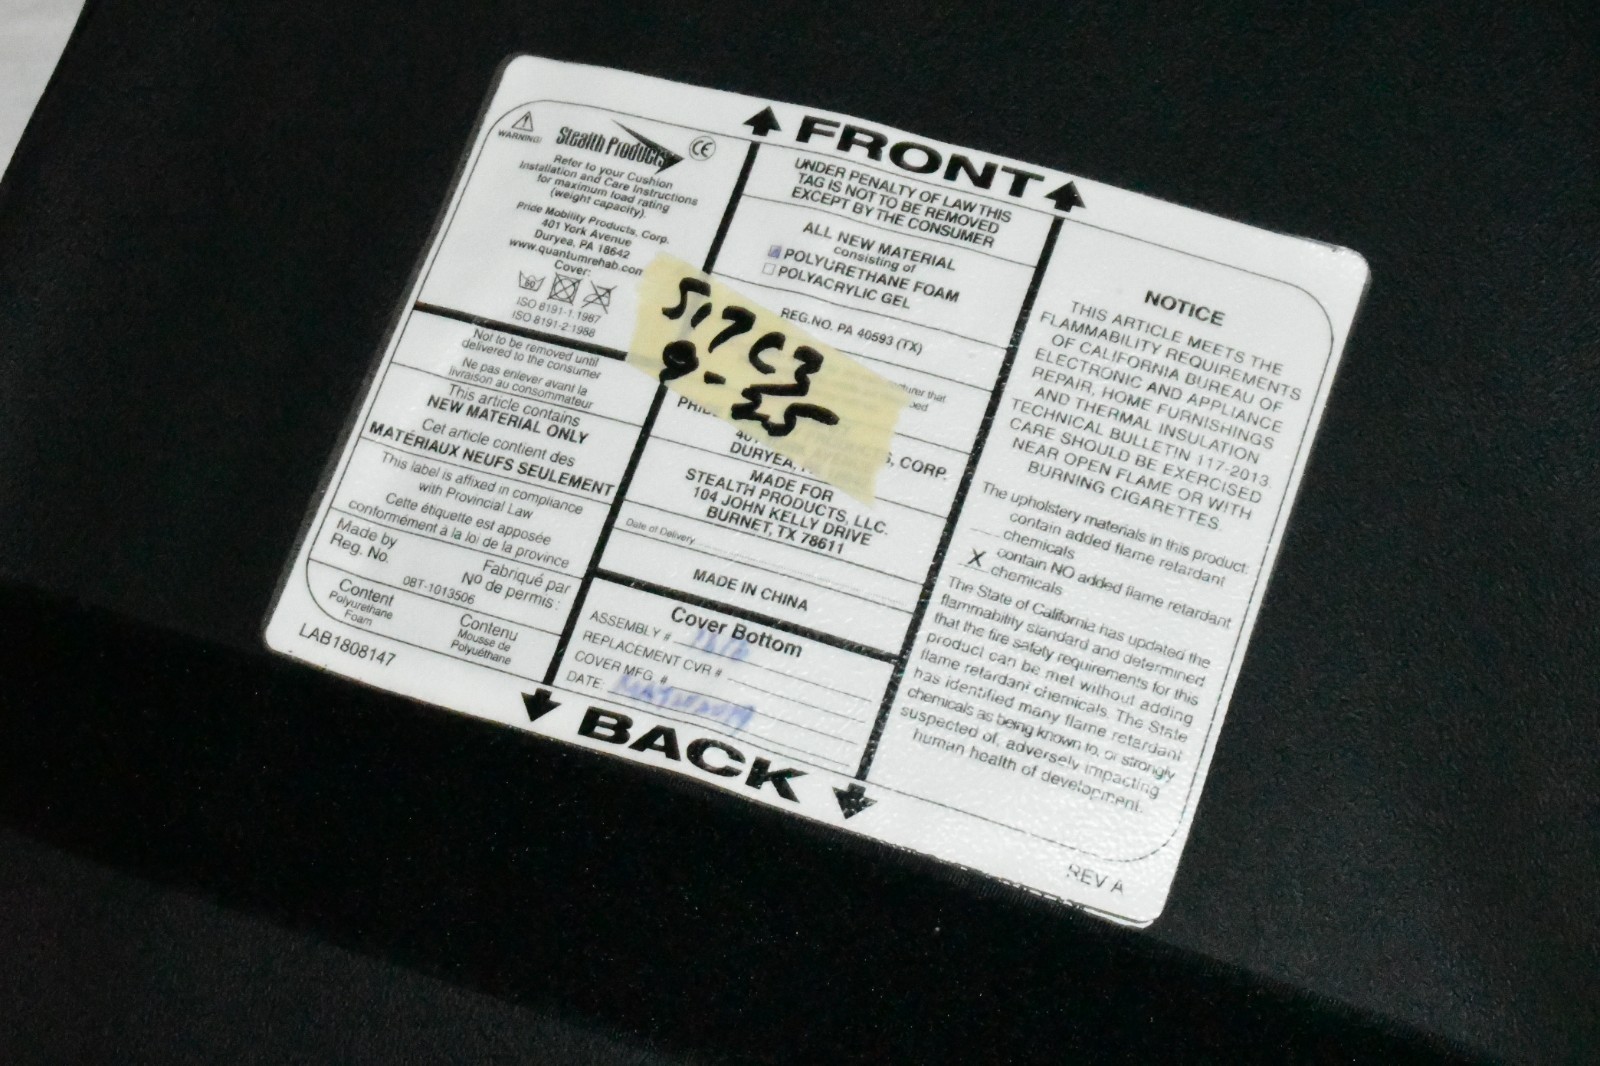 FRONT
WARNING!
Stealth Products
CE
Refer to your Cushion
Installation and Care Instructions
for maximum load rating
(weight capacity).
Pride Mobility Products, Corp.
401 York Avenue
Duryea, PA 18642
www.quantumrehab.com
Cover:
ISO 8191-1:1987
ISO 8191-2:1988
Not to be removed until
delivered to the consumer
Ne pas enlever avant la
livraison au consommateur
This article contains
NEW MATERIAL ONLY
Cet article contient des
MATÉRIAUX NEUFS SEULEMENT
This label is affixed in compliance
with Provincial Law
Cette étiquette est apposée
conformément à la loi de la province
Made by
Reg. No.
Fabriqué par
Nº de permis:
08T-1013506
Content
Polyurethane
Foam
Contenu
Mousse de
Polyuéthane
LAB1808147
UNDER PENALTY OF LAW THIS
TAG IS NOT TO BE REMOVED
EXCEPT BY THE CONSUMER
ALL NEW MATERIAL
consisting of
POLYURETHANE FOAM
POLYACRYLIC GEL
REG.NO. PA 40593 (TX)
that
CORP.
DURYEA,
MADE FOR
STEALTH PRODUCTS, LLC.
104 JOHN KELLY DRIVE
BURNET, TX 78611
Date of Delivery
MADE IN CHINA
Cover Bottom
ASSEMBLY #
REPLACEMENT CVR #
COVER MFG. #
DATE:
BACK
NOTICE
THIS ARTICLE MEETS THE
FLAMMABILITY REQUIREMENTS
OF CALIFORNIA BUREAU OF
ELECTRONIC AND APPLIANCE
REPAIR, HOME FURNISHINGS
AND THERMAL INSULATION
TECHNICAL BULLETIN 117-2013.
CARE SHOULD BE EXERCISED
NEAR OPEN FLAME OR WITH
BURNING CIGARETTES.
The upholstery materials in this product:
contain added flame retardant
chemicals
X contain NO added flame retardant
chemicals
The State of California has updated the
flammability standard and determined
that the fire safety requirements for this
product can be met without adding
flame retardant chemicals. The State
has identified many flame retardant
chemicals as being known to, or strongly
suspected of, adversely impacting
human health of development.
REV A